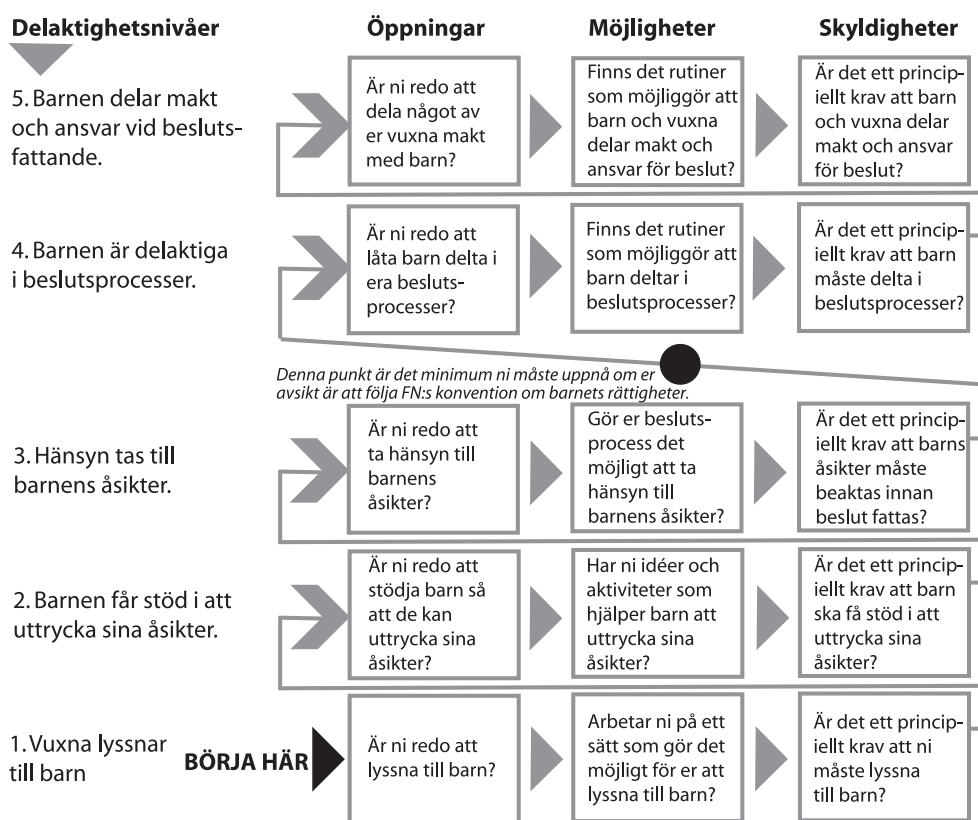 Delaktighetsnivåer
Öppningar
Möjligheter
Skyldigheter
5. Barnen delar makt
och ansvar vid besluts-
fattande.
Är ni redo att
dela något av
er vuxna makt
med barn?
Finns det rutiner
som möjliggör att
barn och vuxna
delar makt och
ansvar för beslut?
Är det ett princip-
iellt krav att barn
och vuxna delar
makt och ansvar
för beslut?
4. Barnen är delaktiga
i beslutsprocesser.
Är ni redo att
låta barn delta i
era besluts-
processer?
Finns det rutiner
som möjliggör att
barn deltar i
beslutsprocesser?
Är det ett princip-
iellt krav att barn
måste delta i
beslutsprocesser?
Denna punkt är det minimum ni måste uppnå om er
avsikt är att följa FN:s konvention om barnets rättigheter.
3. Hänsyn tas till
barnens åsikter.
Är ni redo att
ta hänsyn till
barnens
åsikter?
Gör er besluts-
process det
möjligt att ta
hänsyn till
barnens åsikter?
Är det ett princip-
iellt krav att barns
åsikter måste
beaktas innan
beslut fattas?
2. Barnen får stöd i att
uttrycka sina åsikter.
Är ni redo att
stödja barn så
att de kan
uttrycka sina
åsikter?
Har ni idéer och
aktiviteter som
hjälper barn att
uttrycka sina
åsikter?
Är det ett princip-
iellt krav att barn
ska få stöd i att
uttrycka sina
åsikter?
1. Vuxna lyssnar
till barn
BÖRJA HÄR
Är ni redo att
lyssna till barn?
Arbetar ni på ett
sätt som gör det
möjligt för er att
lyssna till barn?
Är det ett princip-
iellt krav att ni
måste lyssna
till barn?